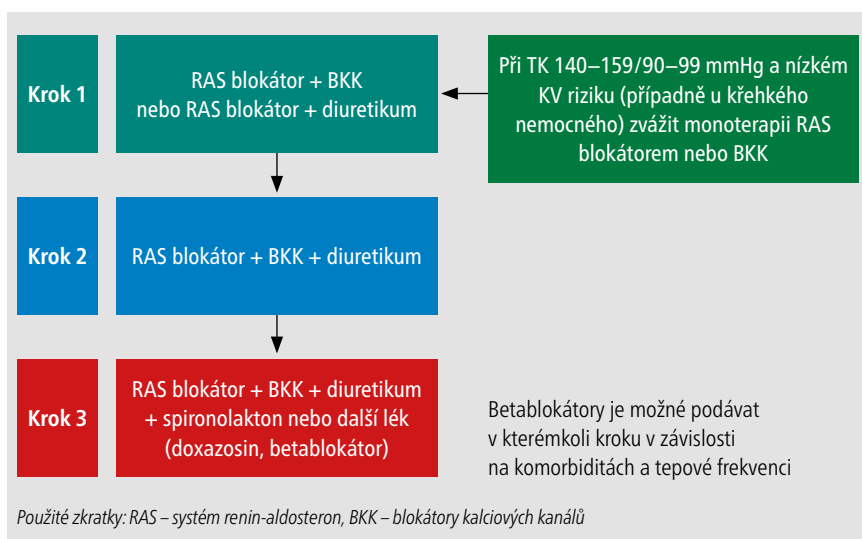 Krok 1
RAS blokátor + BKK
nebo RAS blokátor + diuretikum
Při TK 140–159/90–99 mmHg a nízkém
KV riziku (případně u křehkého
nemocného) zvážit monoterapii RAS
blokátorem nebo BKK
Krok 2
RAS blokátor + BKK + diuretikum
Krok 3
RAS blokátor + BKK + diuretikum
+ spironolakton nebo další lék
(doxazosin, betablokátor)
Betablokátory je možné podávat
v kterémkoli kroku v závislosti
na komorbiditách a tepové frekvenci
Použité zkratky: RAS – systém renin-aldosteron, BKK – blokátory kalciových kanálů